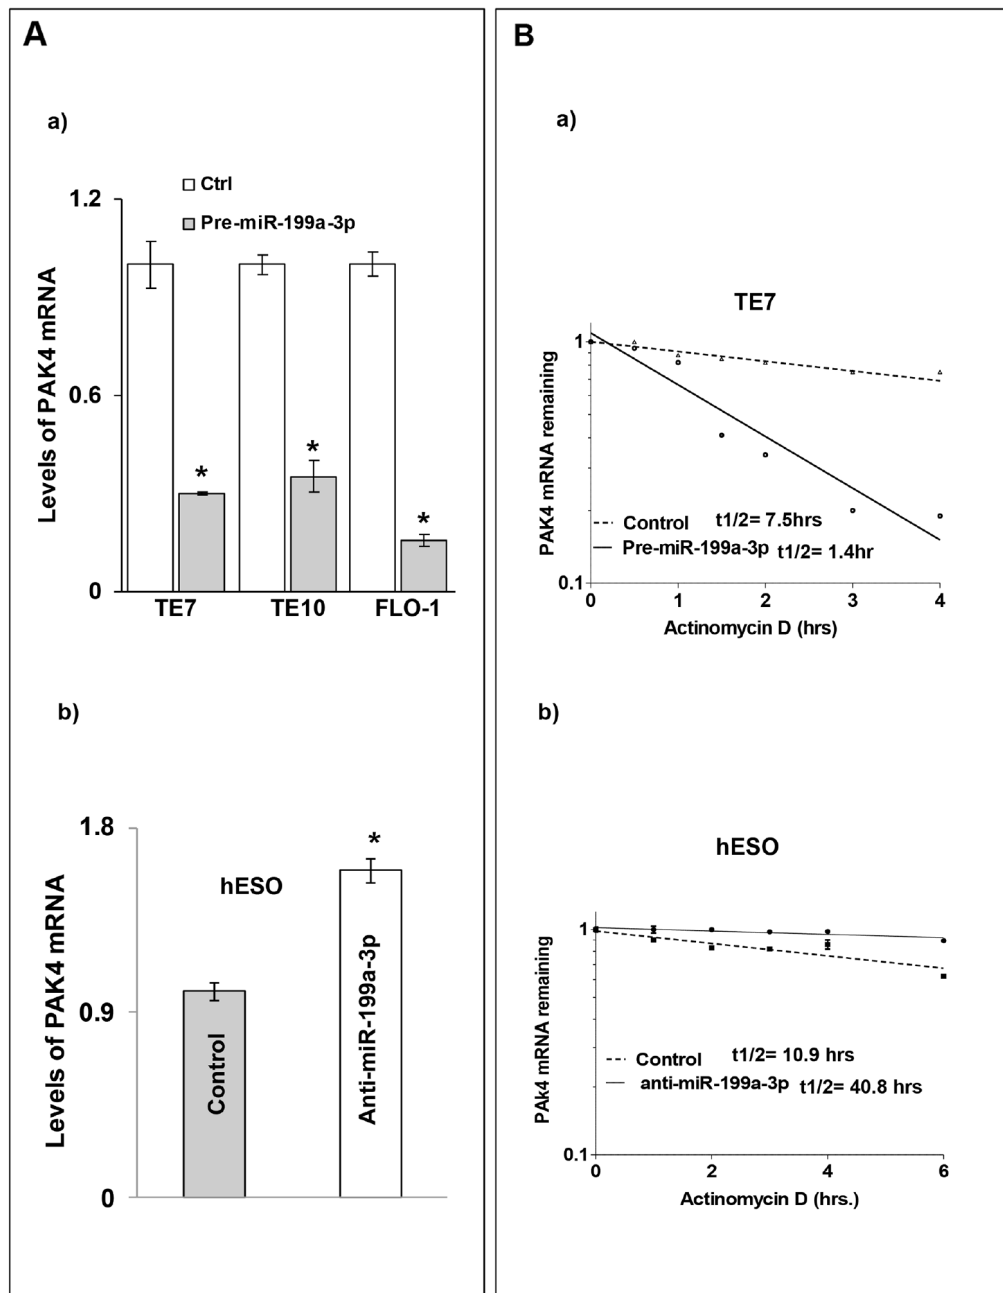 A
a)
Ctrl
Pre-miR-199a-3p
1.2
0.6
0
Levels of PAK4 mRNA
*
*
*
TE7 TE10 FLO-1
b)
1.8
0.9
0
Levels of PAK4 mRNA
hESO
*
Control
Anti-miR-199a-3p
B
a)
TE7
1
0.1
PAK4 mRNA remaining
Control t1/2= 7.5hrs
Pre-miR-199a-3p t1/2= 1.4hr
0 1 2 3 4
Actinomycin D (hrs)
b)
hESO
1
0.1
PAk4 mRNA remaining
Control t1/2= 10.9 hrs
anti-miR-199a-3p t1/2= 40.8 hrs
0 2 4 6
Actinomycin D (hrs.)